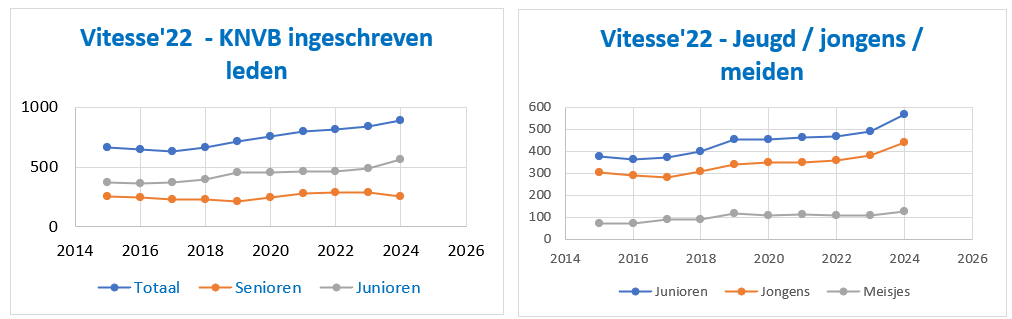 Vitesse'22 - KNVB ingeschreven
leden
1000
500
0
2014 2016 2018 2020 2022 2024 2026
Totaal Senioren Junioren
Vitesse'22 - Jeugd / jongens /
meiden
600
500
400
300
200
100
0
2014 2016 2018 2020 2022 2024 2026
Junioren Jongens Meisjes